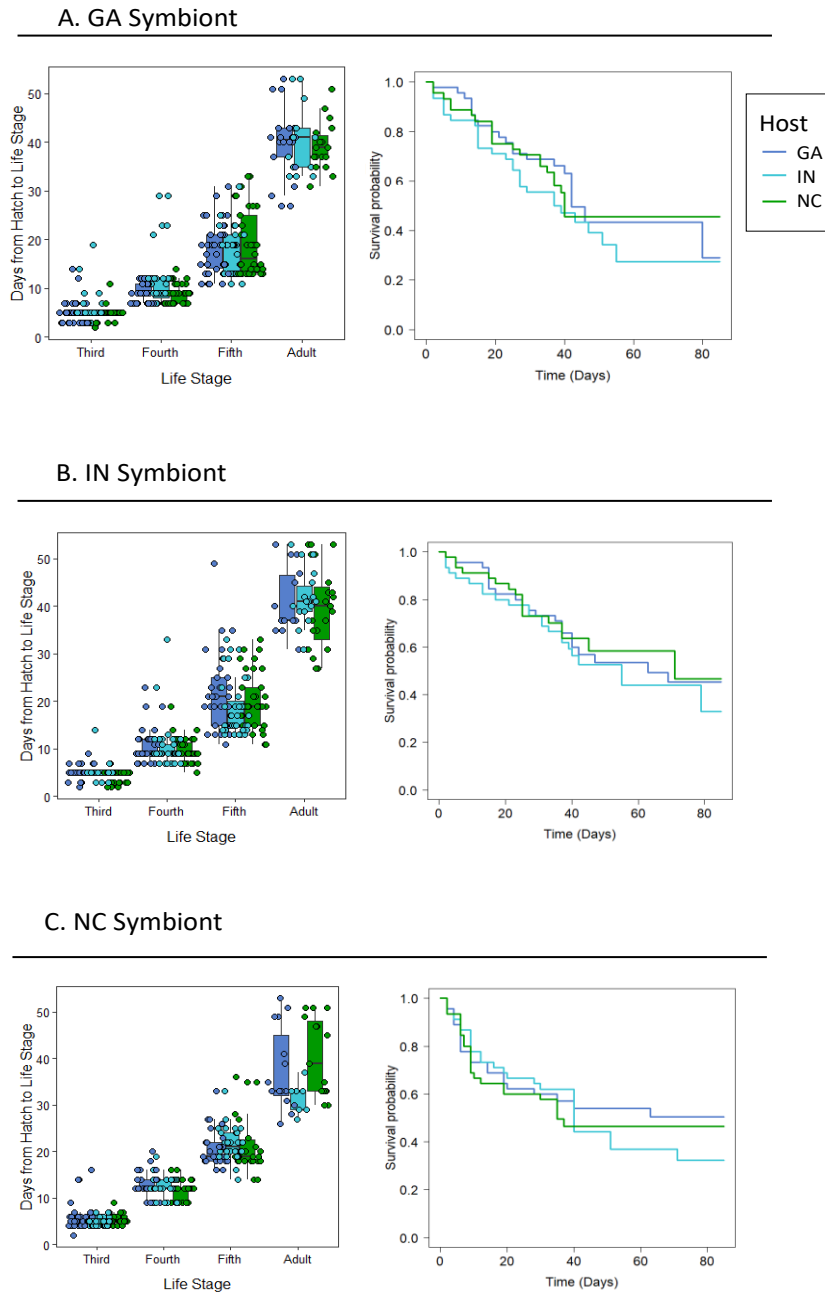 A. GA Symbiont
Days from Hatch to Life Stage
50
40
30
20
10
0
Third Fourth Fifth Adult
Life Stage
Survival probability
1.0
0.8
0.6
0.4
0.2
0.0
0 20 40 60 80
Time (Days)
Host
GA
IN
NC
B. IN Symbiont
Days from Hatch to Life Stage
50
40
30
20
10
0
Third Fourth Fifth Adult
Life Stage
Survival probability
1.0
0.8
0.6
0.4
0.2
0.0
0 20 40 60 80
Time (Days)
C. NC Symbiont
Days from Hatch to Life Stage
50
40
30
20
10
0
Third Fourth Fifth Adult
Life Stage
Survival probability
1.0
0.8
0.6
0.4
0.2
0.0
0 20 40 60 80
Time (Days)